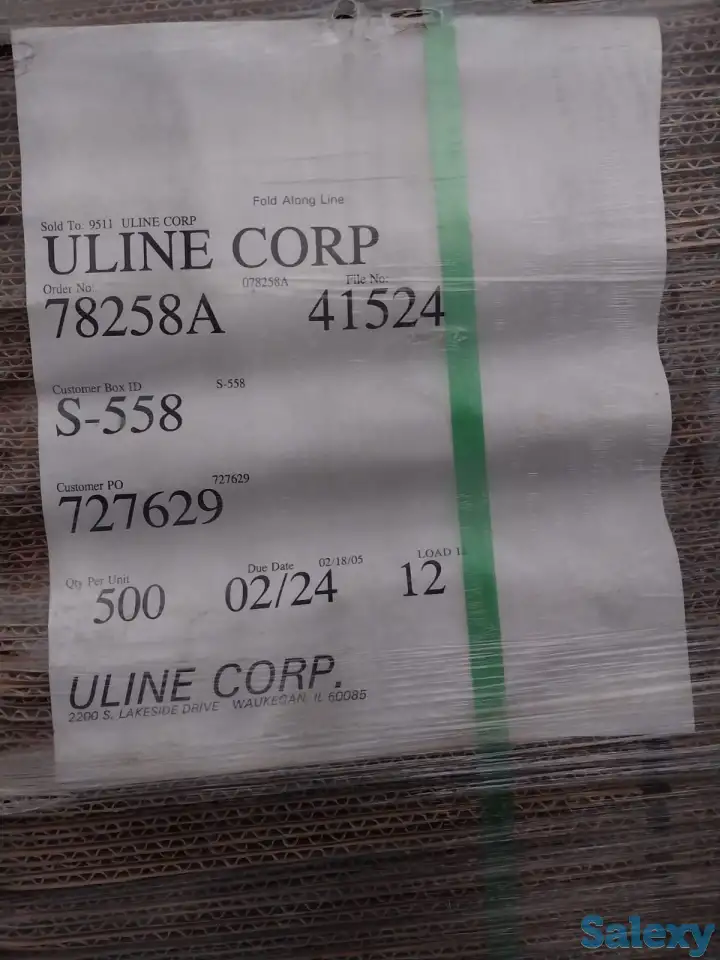 Fold Along Line
Sold To: 9511 ULINE CORP
ULINE CORP
Order No: 078258A File No:
78258A 41524
Customer Box ID S-558
S-558
Customer PO 727629
727629
Qty Per Unit Due Date 02/18/05 LOAD
500 02/24 12
ULINE CORP.
2200 S. LAKESIDE DRIVE WAUKEGAN, IL 60085
Salexy